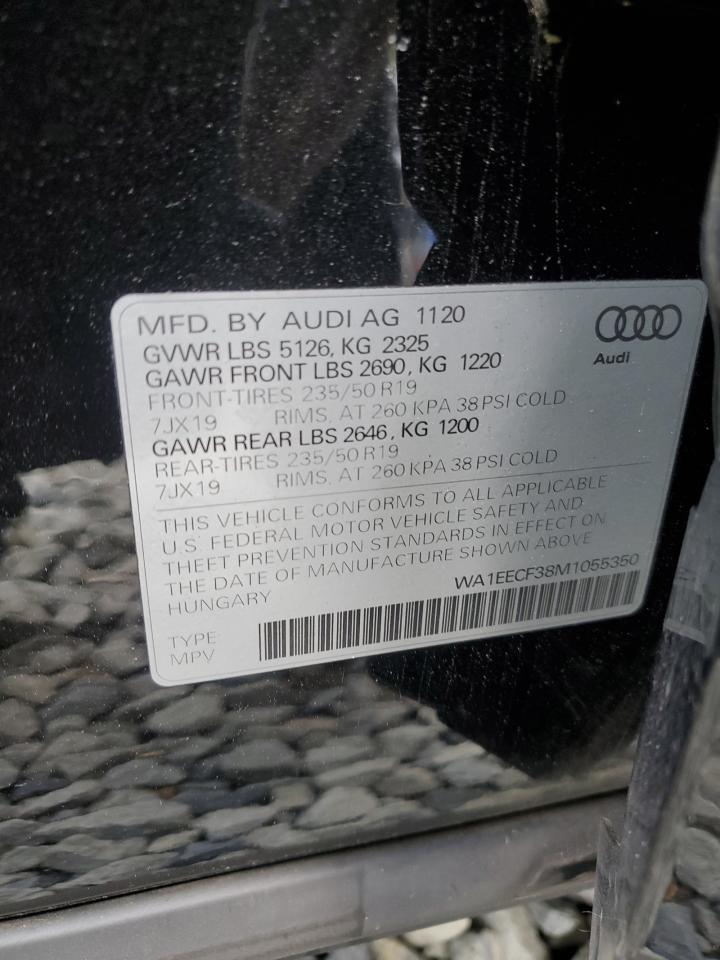 MFD. BY AUDI AG 1120
GVWR LBS 5126, KG 2325
GAWR FRONT LBS 2690, KG 1220
FRONT-TIRES 235/50 R19
7JX19 RIMS, AT 260 KPA 38 PSI COLD
GAWR REAR LBS 2646, KG 1200
REAR-TIRES 235/50 R19
7JX19 RIMS, AT 260 KPA 38 PSI COLD
Audi
THIS VEHICLE CONFORMS TO ALL APPLICABLE
U.S. FEDERAL MOTOR VEHICLE SAFETY AND
THEFT PREVENTION STANDARDS IN EFFECT ON
THE DATE OF MANUFACTURE SHOWN ABOVE
HUNGARY WA1EECF38M1055350
TYPE:
MPV